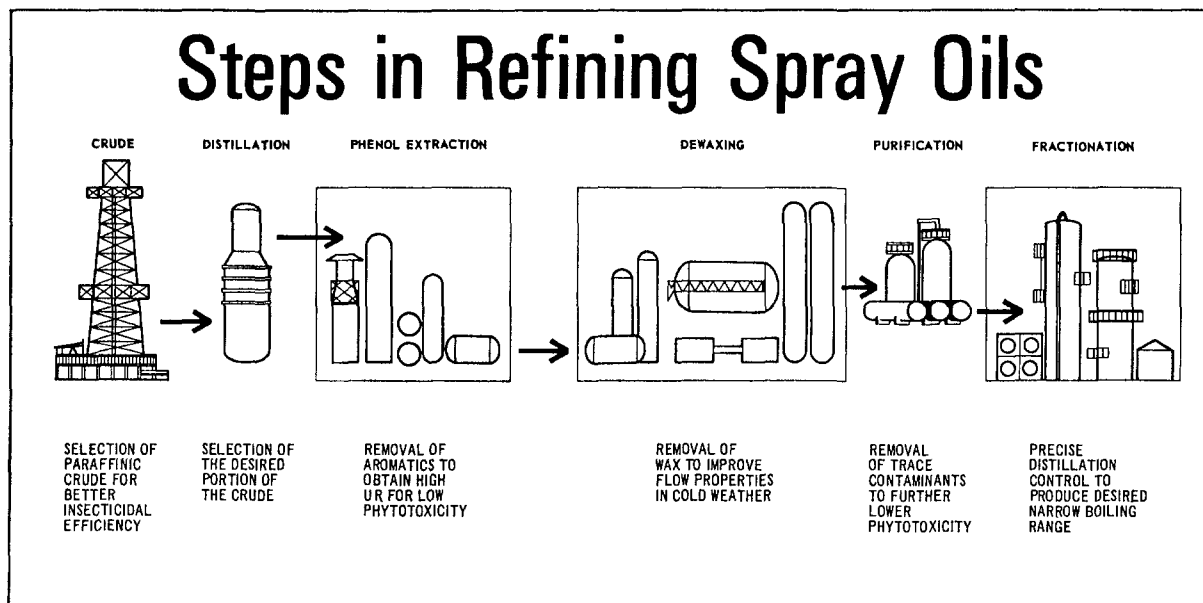 Steps in Refining Spray Oils
CRUDE
DISTILLATION
PHENOL EXTRACTION
DEWAXING
PURIFICATION
FRACTIONATION
SELECTION OF
PARAFFINIC
CRUDE FOR
BETTER
INSECTICIDAL
EFFICIENCY
SELECTION OF
THE DESIRED
PORTION OF
THE CRUDE
REMOVAL OF
AROMATICS TO
OBTAIN HIGH
UR FOR LOW
PHYTOTOXICITY
REMOVAL OF
WAX TO IMPROVE
FLOW PROPERTIES
IN COLD WEATHER
REMOVAL
OF TRACE
CONTAMINANTS
TO FURTHER
LOWER
PHYTOTOXICITY
PRECISE
DISTILLATION
CONTROL TO
PRODUCE DESIRED
NARROW BOILING
RANGE